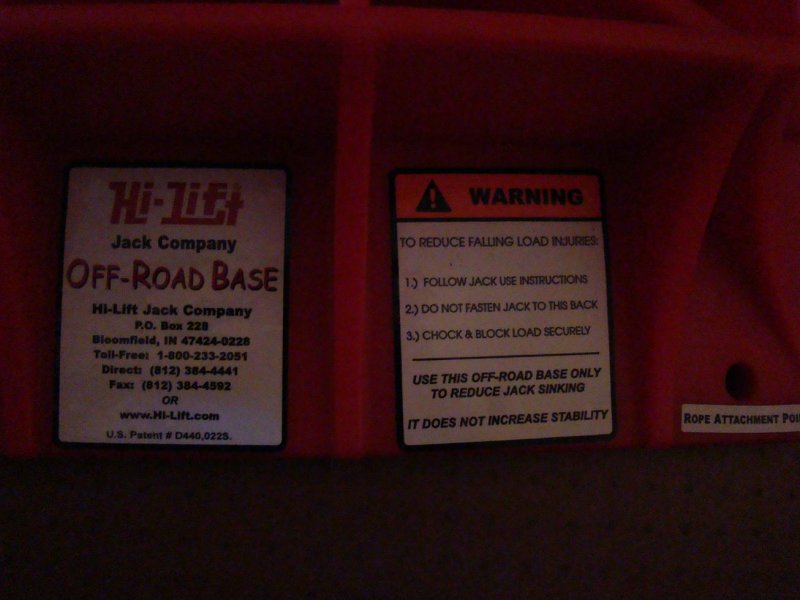 Hi-Lift
Jack Company
OFF-ROAD BASE
Hi-Lift Jack Company
P.O. Box 228
Bloomfield, IN 47424-0228
Toll-Free: 1-800-233-2051
Direct: (812) 384-4441
Fax: (812) 384-4592
OR
www.Hi-Lift.com
U.S. Patent # D440,022S.
WARNING
TO REDUCE FALLING LOAD INJURIES:
1.) FOLLOW JACK USE INSTRUCTIONS
2.) DO NOT FASTEN JACK TO THIS BACK
3.) CHOCK & BLOCK LOAD SECURELY
USE THIS OFF-ROAD BASE ONLY
TO REDUCE JACK SINKING
IT DOES NOT INCREASE STABILITY
ROPE ATTACHMENT POI